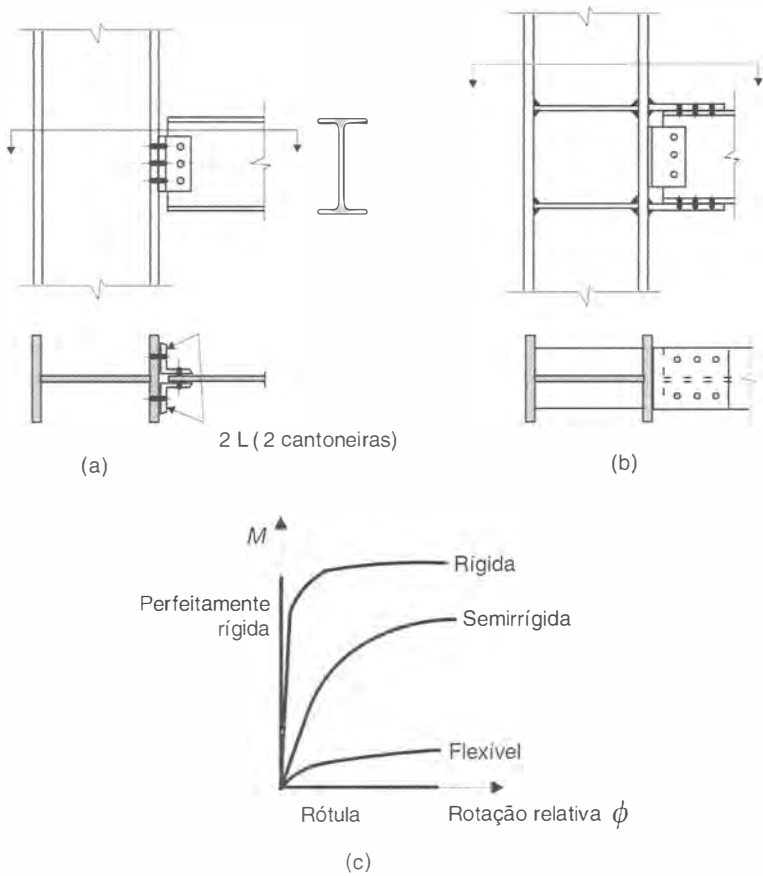 2 L ( 2 cantoneiras)
(a)
(b)
M
Perfeitamente
rígida
Rígida
Semirrígida
Flexível
Rótula
Rotação relativa ϕ
(c)